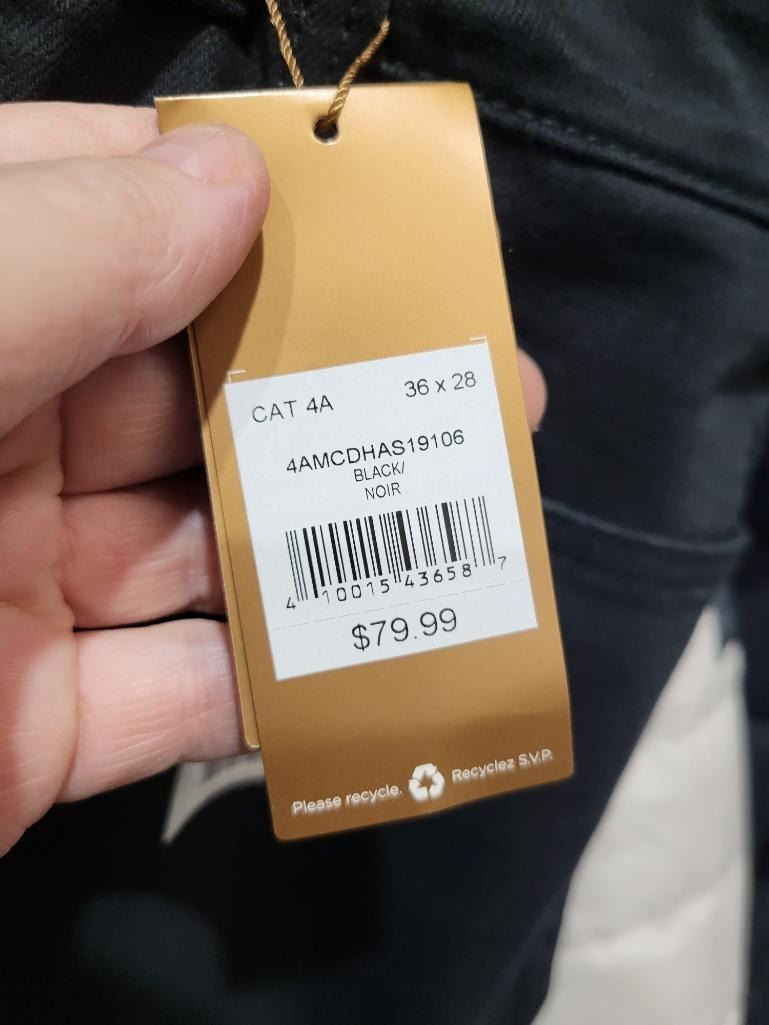 CAT 4A 36 x 28
4AMCDHAS19106
BLACK/
NOIR
4 10015 43658 7
$79.99
Please recycle. Recyclez S.V.P.